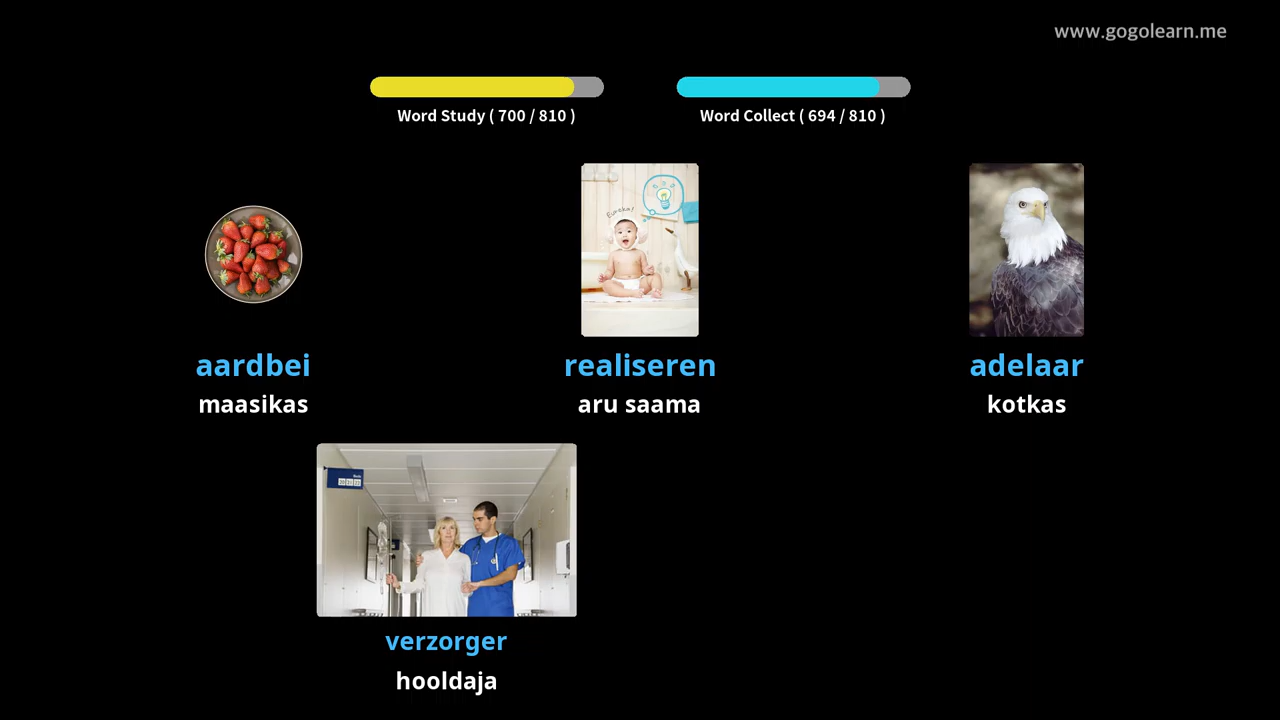 www.gogolearn.me
Word Study ( 700 / 810 )
Word Collect ( 694 / 810 )
Eureka!
aardbei
maasikas
realiseren
aru saama
adelaar
kotkas
verzorger
hooldaja